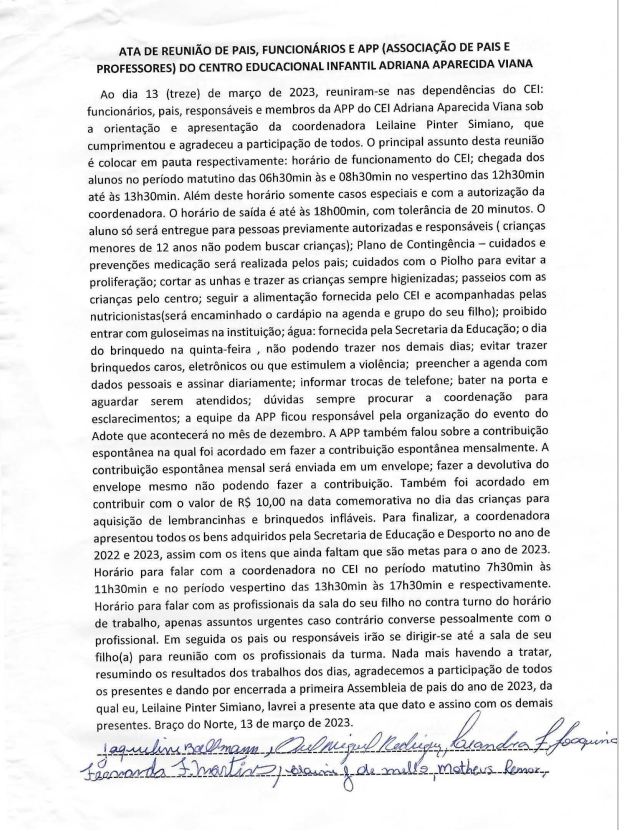 ATA DE REUNIÃO DE PAIS, FUNCIONÁRIOS E APP (ASSOCIAÇÃO DE PAIS E
PROFESSORES) DO CENTRO EDUCACIONAL INFANTIL ADRIANA APARECIDA VIANA
Ao dia 13 (treze) de março de 2023, reuniram-se nas dependências do CEI:
funcionários, pais, responsáveis e membros da APP do CEI Adriana Aparecida Viana sob
a orientação e apresentação da coordenadora Leilaine Pinter Simiano, que
cumprimentou e agradeceu a participação de todos. O principal assunto desta reunião
é colocar em pauta respectivamente: horário de funcionamento do CEI; chegada dos
alunos no período matutino das 06h30min às e 08h30min no vespertino das 12h30min
até às 13h30min. Além deste horário somente casos especiais e com a autorização da
coordenadora. O horário de saída é até às 18h00min, com tolerância de 20 minutos. O
aluno só será entregue para pessoas previamente autorizadas e responsáveis ( crianças
menores de 12 anos não podem buscar crianças); Plano de Contingência – cuidados e
prevenções medicação será realizada pelos pais; cuidados com o Piolho para evitar a
proliferação; cortar as unhas e trazer as crianças sempre higienizadas; passeios com as
crianças pelo centro; seguir a alimentação fornecida pelo CEI e acompanhadas pelas
nutricionistas(será encaminhado o cardápio na agenda e grupo do seu filho); proibido
entrar com guloseimas na instituição; água: fornecida pela Secretaria da Educação; o dia
do brinquedo na quinta-feira , não podendo trazer nos demais dias; evitar trazer
brinquedos caros, eletrônicos ou que estimulem a violência; preencher a agenda com
dados pessoais e assinar diariamente; informar trocas de telefone; bater na porta e
aguardar serem atendidos; dúvidas sempre procurar a coordenação para
esclarecimentos; a equipe da APP ficou responsável pela organização do evento do
Adote que acontecerá no mês de dezembro. A APP também falou sobre a contribuição
espontânea na qual foi acordado em fazer a contribuição espontânea mensalmente. A
contribuição espontânea mensal será enviada em um envelope; fazer a devolutiva do
envelope mesmo não podendo fazer a contribuição. Também foi acordado em
contribuir com o valor de R$ 10,00 na data comemorativa no dia das crianças para
aquisição de lembrancinhas e brinquedos infláveis. Para finalizar, a coordenadora
apresentou todos os bens adquiridos pela Secretaria de Educação e Desporto no ano de
2022 e 2023, assim com os itens que ainda faltam que são metas para o ano de 2023.
Horário para falar com a coordenadora no CEI no período matutino 7h30min às
11h30min e no período vespertino das 13h30min às 17h30min e respectivamente.
Horário para falar com as profissionais da sala do seu filho no contra turno do horário
de trabalho, apenas assuntos urgentes caso contrário converse pessoalmente com o
profissional. Em seguida os pais ou responsáveis irão se dirigir-se até a sala de seu
filho(a) para reunião com os profissionais da turma. Nada mais havendo a tratar,
resumindo os resultados dos trabalhos dos dias, agradecemos a participação de todos
os presentes e dando por encerrada a primeira Assembleia de pais do ano de 2023, da
qual eu, Leilaine Pinter Simiano, lavrei a presente ata que dato e assino com os demais
presentes. Braço do Norte, 13 de março de 2023.
Jaqueline Miguel Rodrigues,
Fernanda J. Martins, de mello, Matheus